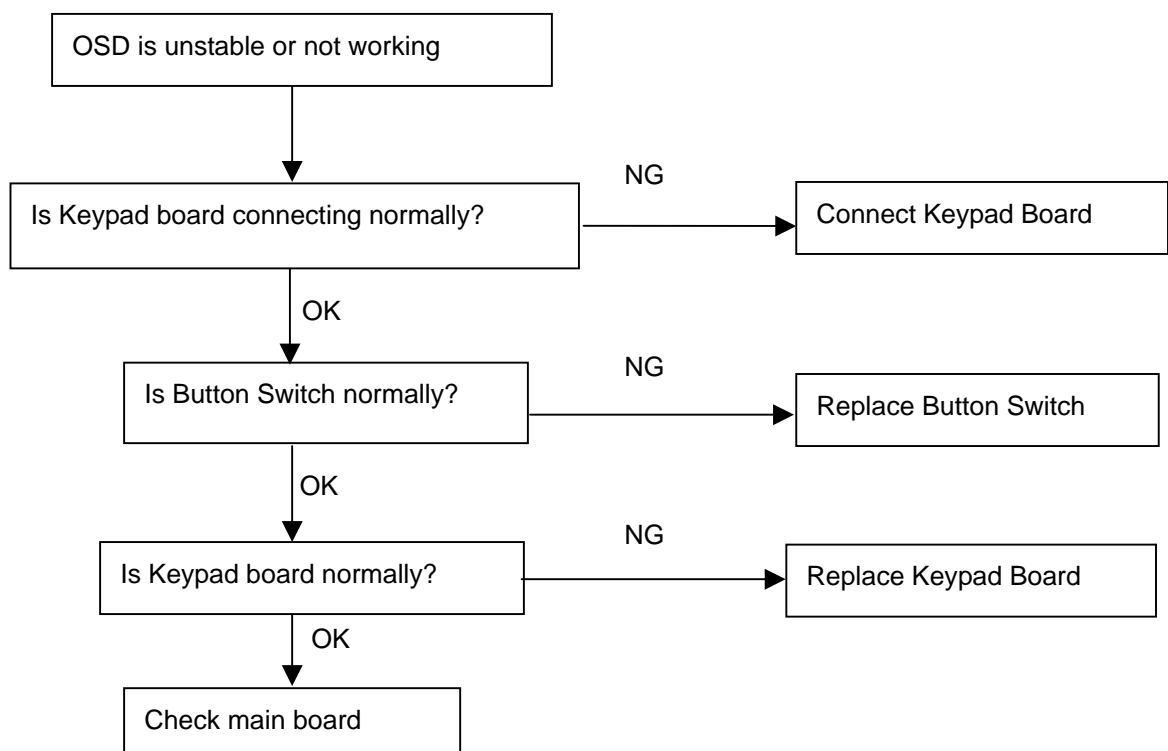 OSD is unstable or not working
NG
Is Keypad board connecting normally?
Connect Keypad Board
OK
NG
Is Button Switch normally?
Replace Button Switch
OK
NG
Is Keypad board normally?
Replace Keypad Board
OK
Check main board